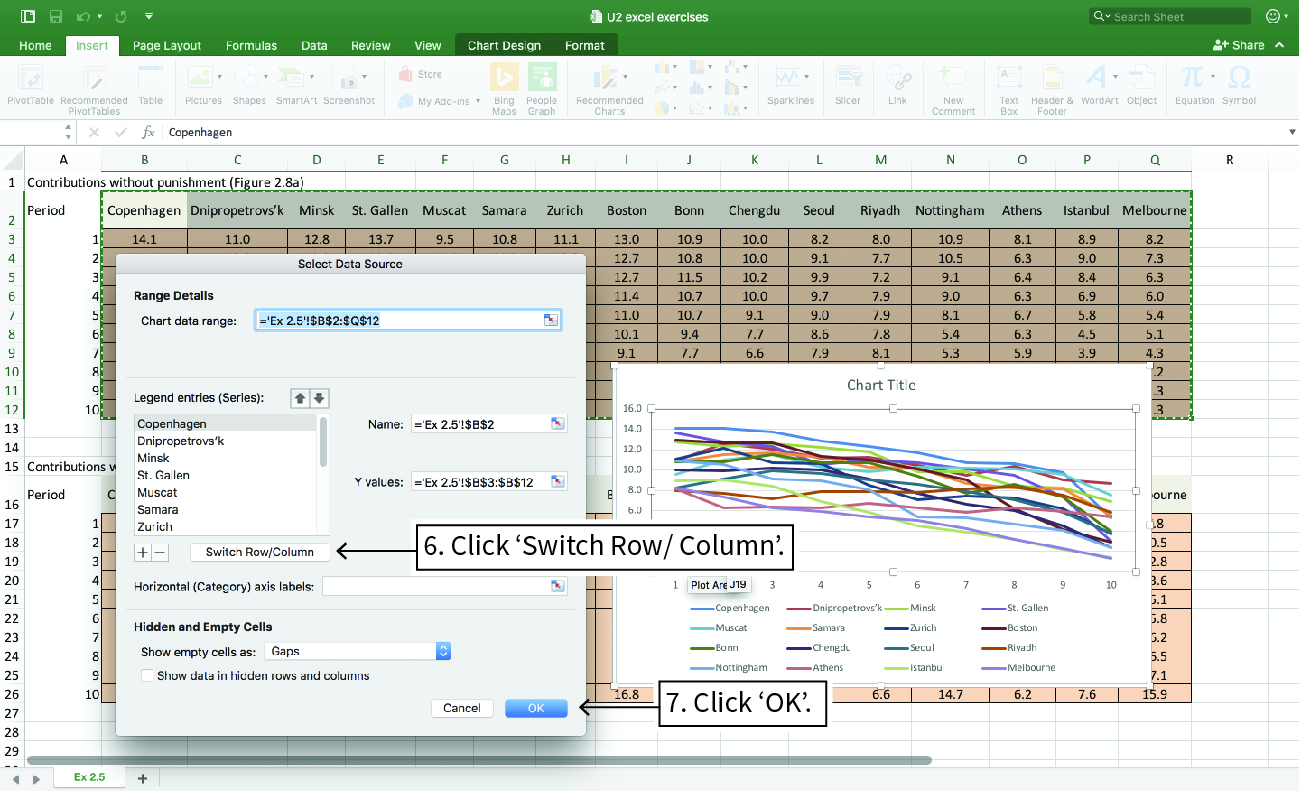 U2 excel exercises
Search Sheet
Home Insert Page Layout Formulas Data Review View Chart Design Format Share
Store
My Add-ins
PivotTable Recommended PivotTables Table Pictures Shapes SmartArt Screenshot Bing Maps People Graph Recommended Charts Sparklines Slicer Link New Comment Text Box Header & Footer WordArt Object Equation Symbol
fx Copenhagen
A B C D E F G H I J K L M N O P Q R
1 Contributions without punishment (Figure 2.8a)
2 Period Copenhagen Dnipropetrovs'k Minsk St. Gallen Muscat Samara Zurich Boston Bonn Chengdu Seoul Riyadh Nottingham Athens Istanbul Melbourne
3 1 14.1 11.0 12.8 13.7 9.5 10.8 11.1 13.0 10.9 10.0 8.2 8.0 10.9 8.1 8.9 8.2
4 2 12.7 10.8 10.0 9.1 7.7 10.5 6.3 9.0 7.3
5 3 12.7 11.5 10.2 9.9 7.2 9.1 6.4 8.4 6.3
6 4 11.4 10.7 10.0 9.7 7.9 9.0 6.3 6.9 6.0
7 5 11.0 10.7 9.1 9.0 7.9 8.1 6.7 5.8 5.4
8 6 10.1 9.4 7.7 8.6 7.8 5.4 6.3 4.5 5.1
9 7 9.1 7.7 6.6 7.9 8.1 5.3 5.9 3.9 4.3
10 8 .2
11 9 .3
12 10 .3
13
14
15 Contributions w
16 Period C B ourne
17 1 .8
18 2 0.5
19 3 2.8
20 4 3.6
21 5 5.1
22 6 5.8
23 7 5.2
24 8 5.5
25 9 7.1
26 10 16.8 6.6 14.7 6.2 7.6 15.9
27
28
29
Select Data Source
Range Details
Chart data range: ='Ex 2.5'!$B$2:$Q$12
Legend entries (Series):
Copenhagen
Dnipropetrovs'k
Minsk
St. Gallen
Muscat
Samara
Zurich
Name: ='Ex 2.5'!$B$2
Y values: ='Ex 2.5'!$B$3:$B$12
+ − Switch Row/Column
Horizontal (Category) axis labels:
Hidden and Empty Cells
Show empty cells as: Gaps
Show data in hidden rows and columns
Cancel OK
6. Click ‘Switch Row/ Column’.
7. Click ‘OK’.
Chart Title
16.0
14.0
12.0
10.0
8.0
6.0
1 Plot Are J19 3 4 5 6 7 8 9 10
Copenhagen Dnipropetrovs'k Minsk St. Gallen
Muscat Samara Zurich Boston
Bonn Chengdu Seoul Riyadh
Nottingham Athens Istanbul Melbourne
Ex 2.5 +